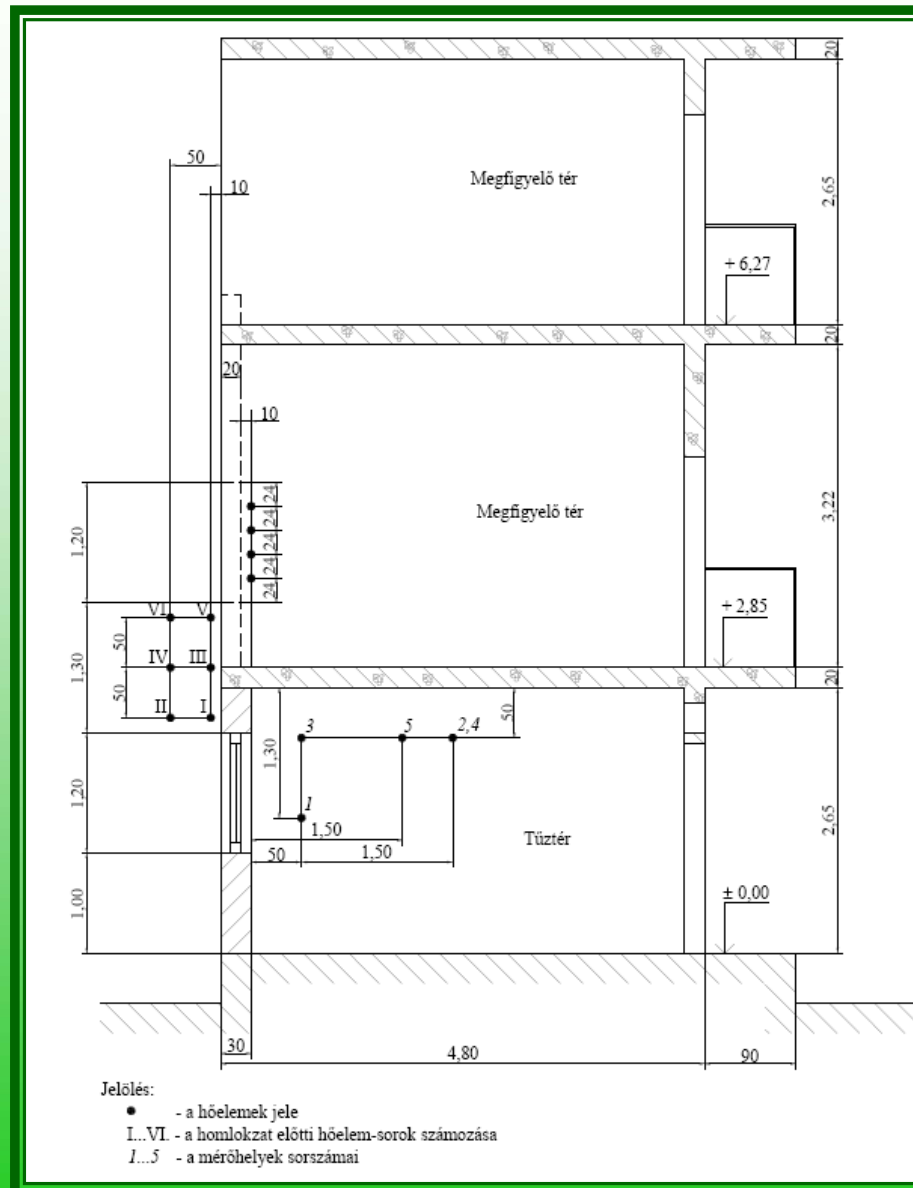 20
50
10
Megfigyelő tér
2,65
+ 6,27
20
20
10
24
24
24
24
24
Megfigyelő tér
3,22
1,20
+ 2,85
VI
V
50
IV
III
1,30
50
II
I
20
50
3
5
2,4
1,30
1
1,20
1,50
Tűztér
2,65
50
1,50
± 0,00
1,00
30
4,80
90
Jelölés:
● - a hőelemek jele
I...VI. - a homlokzat előtti hőelem-sorok számozása
1...5 - a mérőhelyek sorszámai